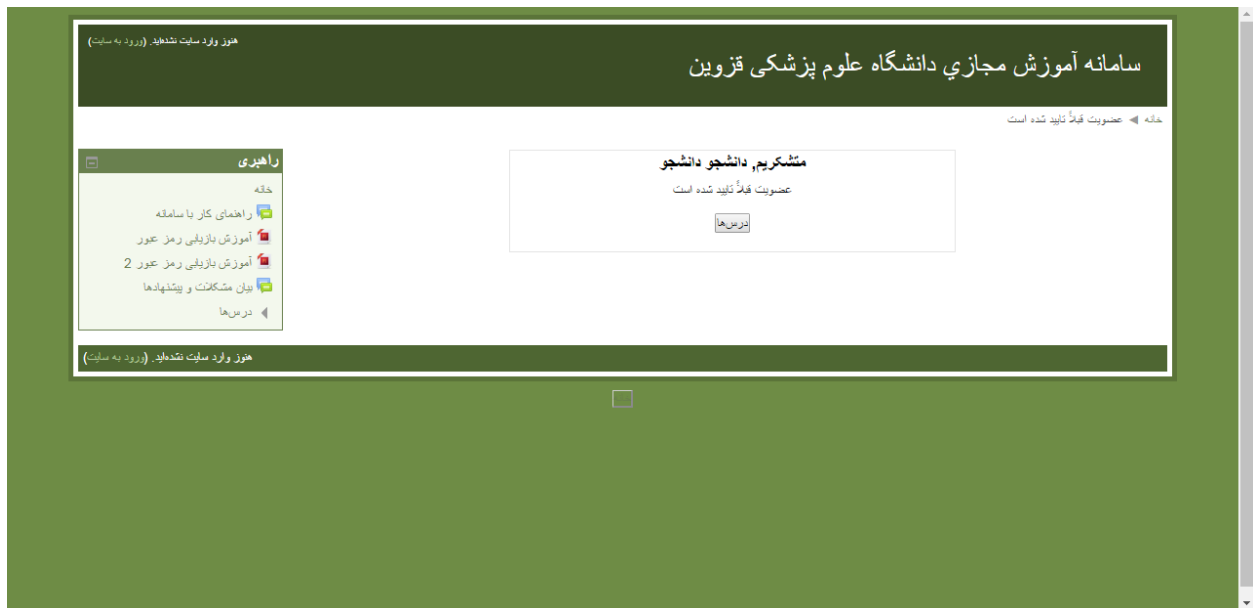 هنوز وارد سایت نشده‌اید. (ورود به سایت)
سامانه آموزش مجازي دانشگاه علوم پزشکی قزوین
خانه ◄ عضویت قبلاً تایید شده است
راهبری
خانه
راهنمای کار با سامانه
آموزش بازیابی رمز عبور
آموزش بازیابی رمز عبور 2
بیان مشکلات و پیشنهادها
درس‌ها
متشکریم, دانشجو دانشجو
عضویت قبلاً تایید شده است
درس‌ها
هنوز وارد سایت نشده‌اید. (ورود به سایت)